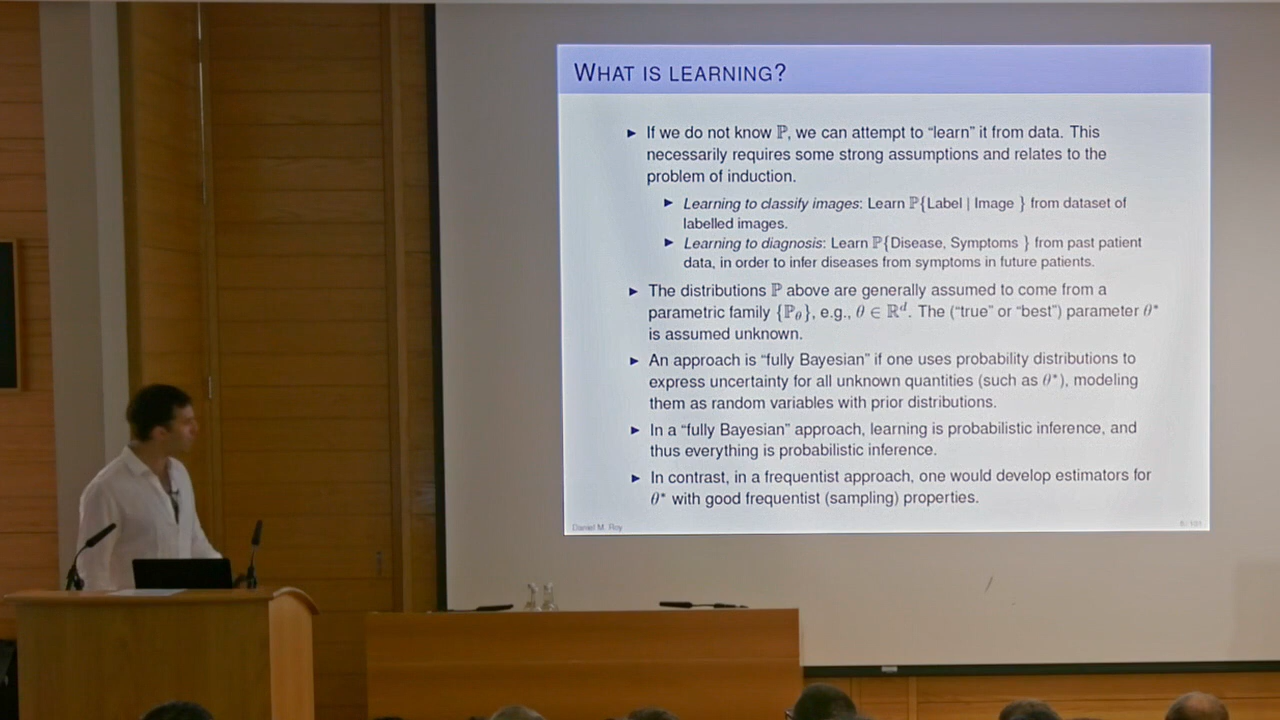 WHAT IS LEARNING?
► If we do not know ℙ, we can attempt to “learn” it from data. This
necessarily requires some strong assumptions and relates to the
problem of induction.
► Learning to classify images: Learn ℙ{Label | Image } from dataset of
labelled images.
► Learning to diagnosis: Learn ℙ{Disease, Symptoms } from past patient
data, in order to infer diseases from symptoms in future patients.
► The distributions ℙ above are generally assumed to come from a
parametric family {ℙθ}, e.g., θ ∈ ℝᵈ. The (“true” or “best”) parameter θ*
is assumed unknown.
► An approach is “fully Bayesian” if one uses probability distributions to
express uncertainty for all unknown quantities (such as θ*), modeling
them as random variables with prior distributions.
► In a “fully Bayesian” approach, learning is probabilistic inference, and
thus everything is probabilistic inference.
► In contrast, in a frequentist approach, one would develop estimators for
θ* with good frequentist (sampling) properties.
Daniel M. Roy